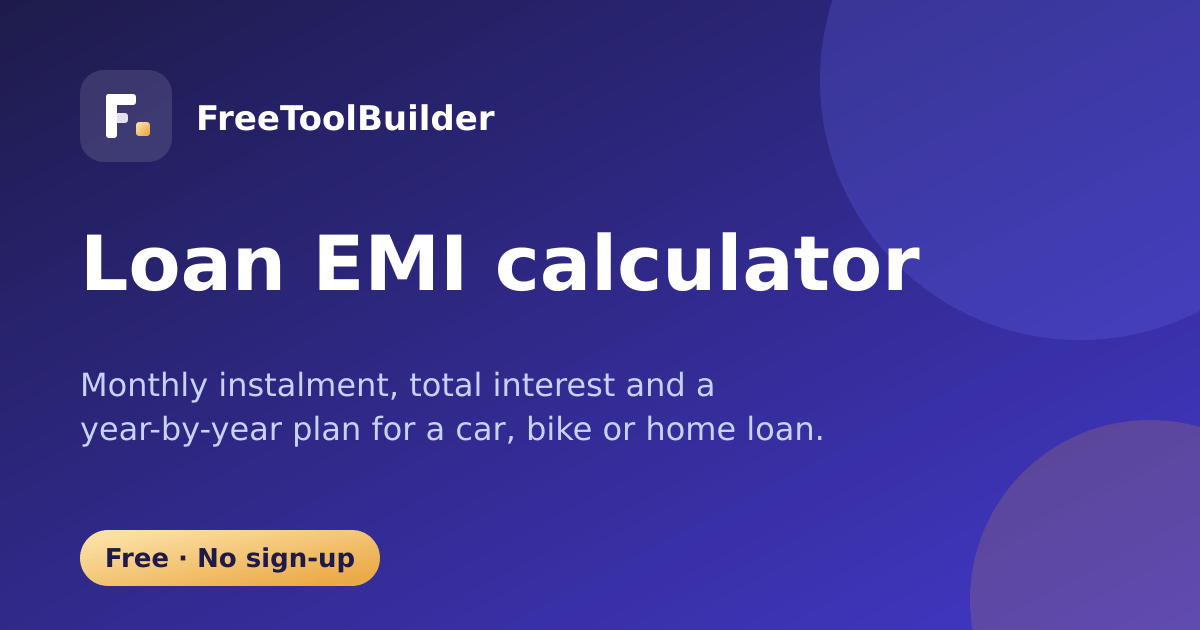 F.
FreeToolBuilder
Loan EMI calculator
Monthly instalment, total interest and a
year-by-year plan for a car, bike or home loan.
Free · No sign-up